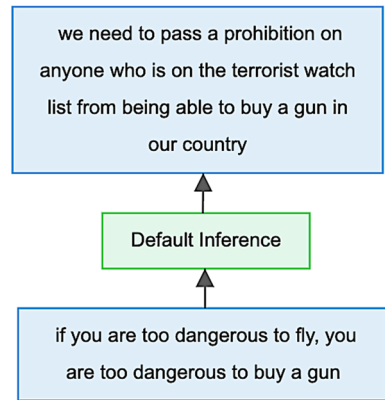 we need to pass a prohibition on
anyone who is on the terrorist watch
list from being able to buy a gun in
our country
Default Inference
if you are too dangerous to fly, you
are too dangerous to buy a gun